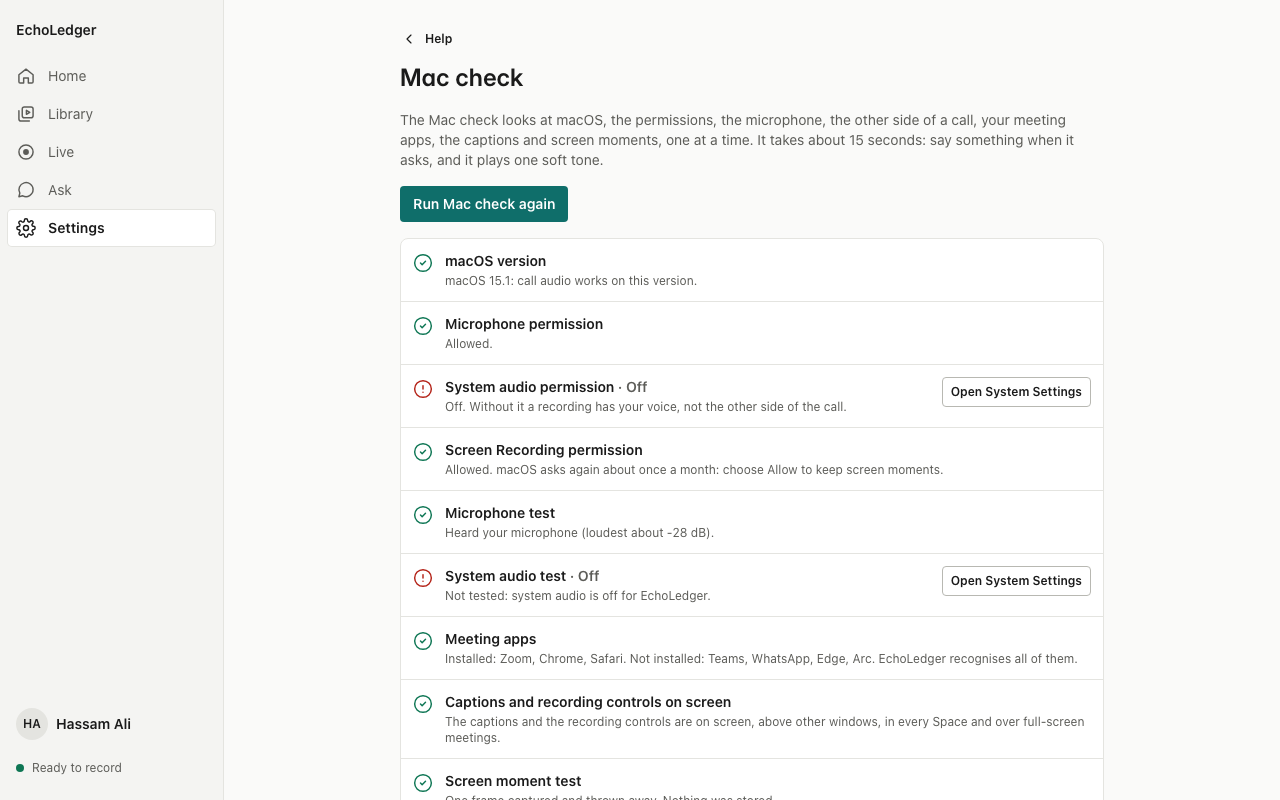 EchoLedger
Home
Library
Live
Ask
Settings
HA
Hassam Ali
Ready to record
Help
Mac check
The Mac check looks at macOS, the permissions, the microphone, the other side of a call, your meeting
apps, the captions and screen moments, one at a time. It takes about 15 seconds: say something when it
asks, and it plays one soft tone.
Run Mac check again
macOS version
macOS 15.1: call audio works on this version.
Microphone permission
Allowed.
System audio permission · Off
Off. Without it a recording has your voice, not the other side of the call.
Open System Settings
Screen Recording permission
Allowed. macOS asks again about once a month: choose Allow to keep screen moments.
Microphone test
Heard your microphone (loudest about -28 dB).
System audio test · Off
Not tested: system audio is off for EchoLedger.
Open System Settings
Meeting apps
Installed: Zoom, Chrome, Safari. Not installed: Teams, WhatsApp, Edge, Arc. EchoLedger recognises all of them.
Captions and recording controls on screen
The captions and the recording controls are on screen, above other windows, in every Space and over full-screen
meetings.
Screen moment test
One frame captured and thrown away. Nothing was stored.